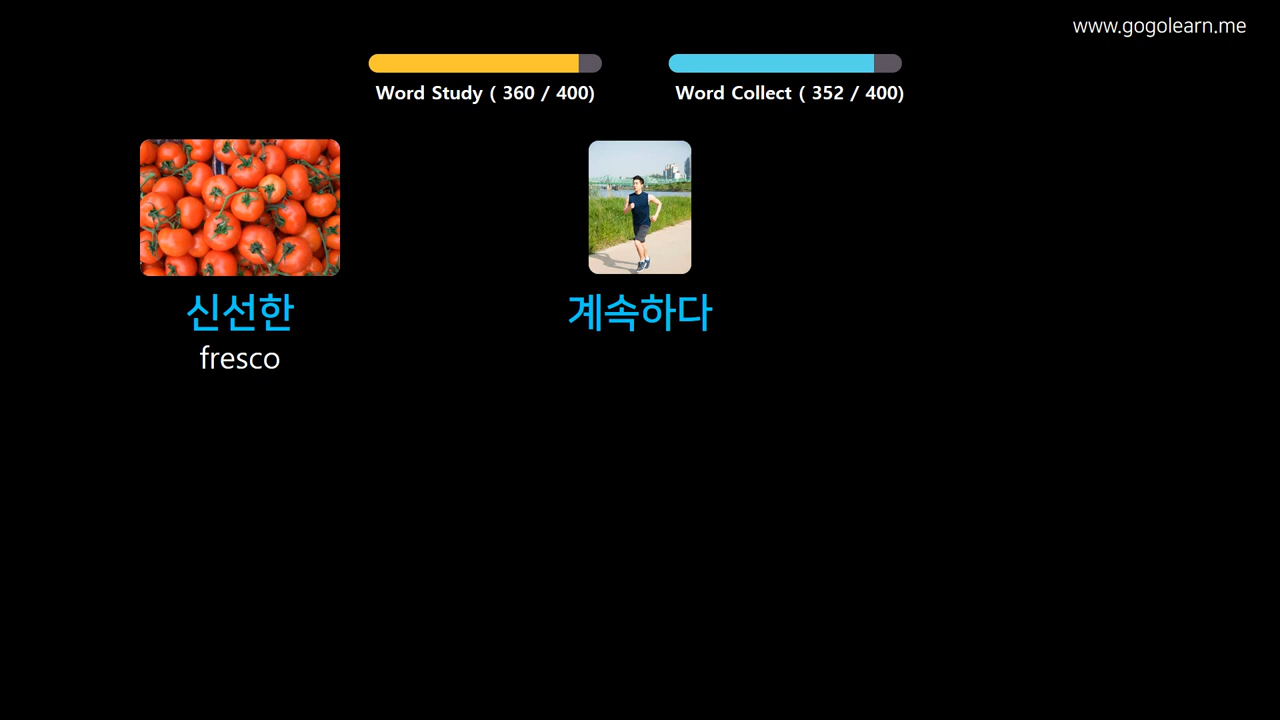 www.gogolearn.me
Word Study ( 360 / 400)
Word Collect ( 352 / 400)
신선한
계속하다
fresco